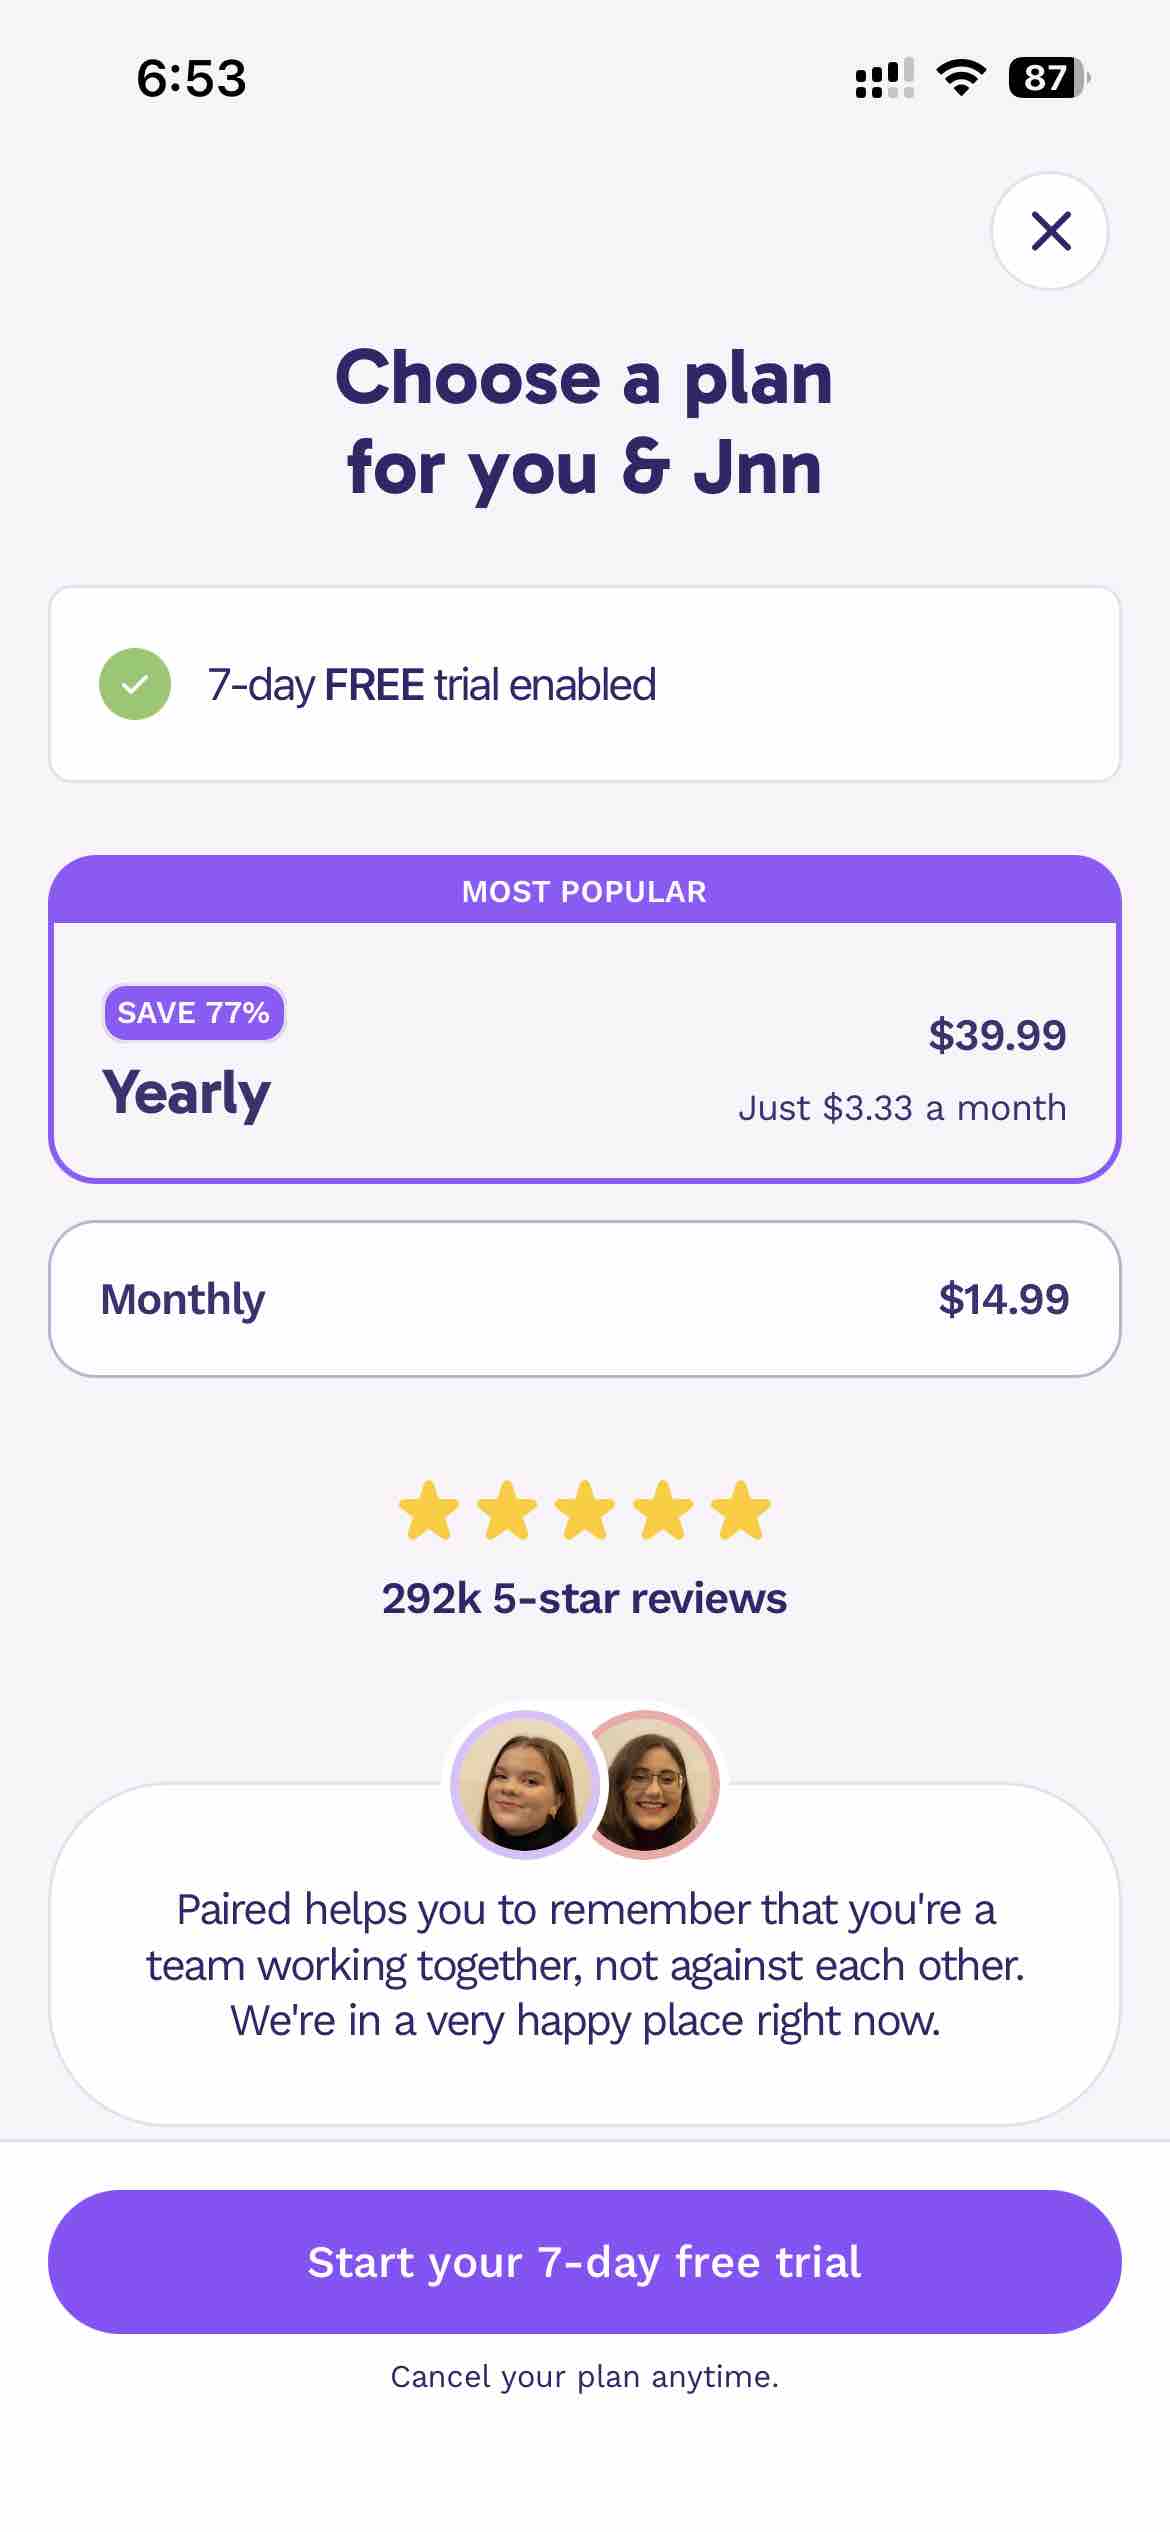 6:53
87
Choose a plan
for you & Jnn
7-day FREE trial enabled
MOST POPULAR
SAVE 77%
Yearly
$39.99
Just $3.33 a month
Monthly
$14.99
292k 5-star reviews
Paired helps you to remember that you're a
team working together, not against each other.
We're in a very happy place right now.
Start your 7-day free trial
Cancel your plan anytime.